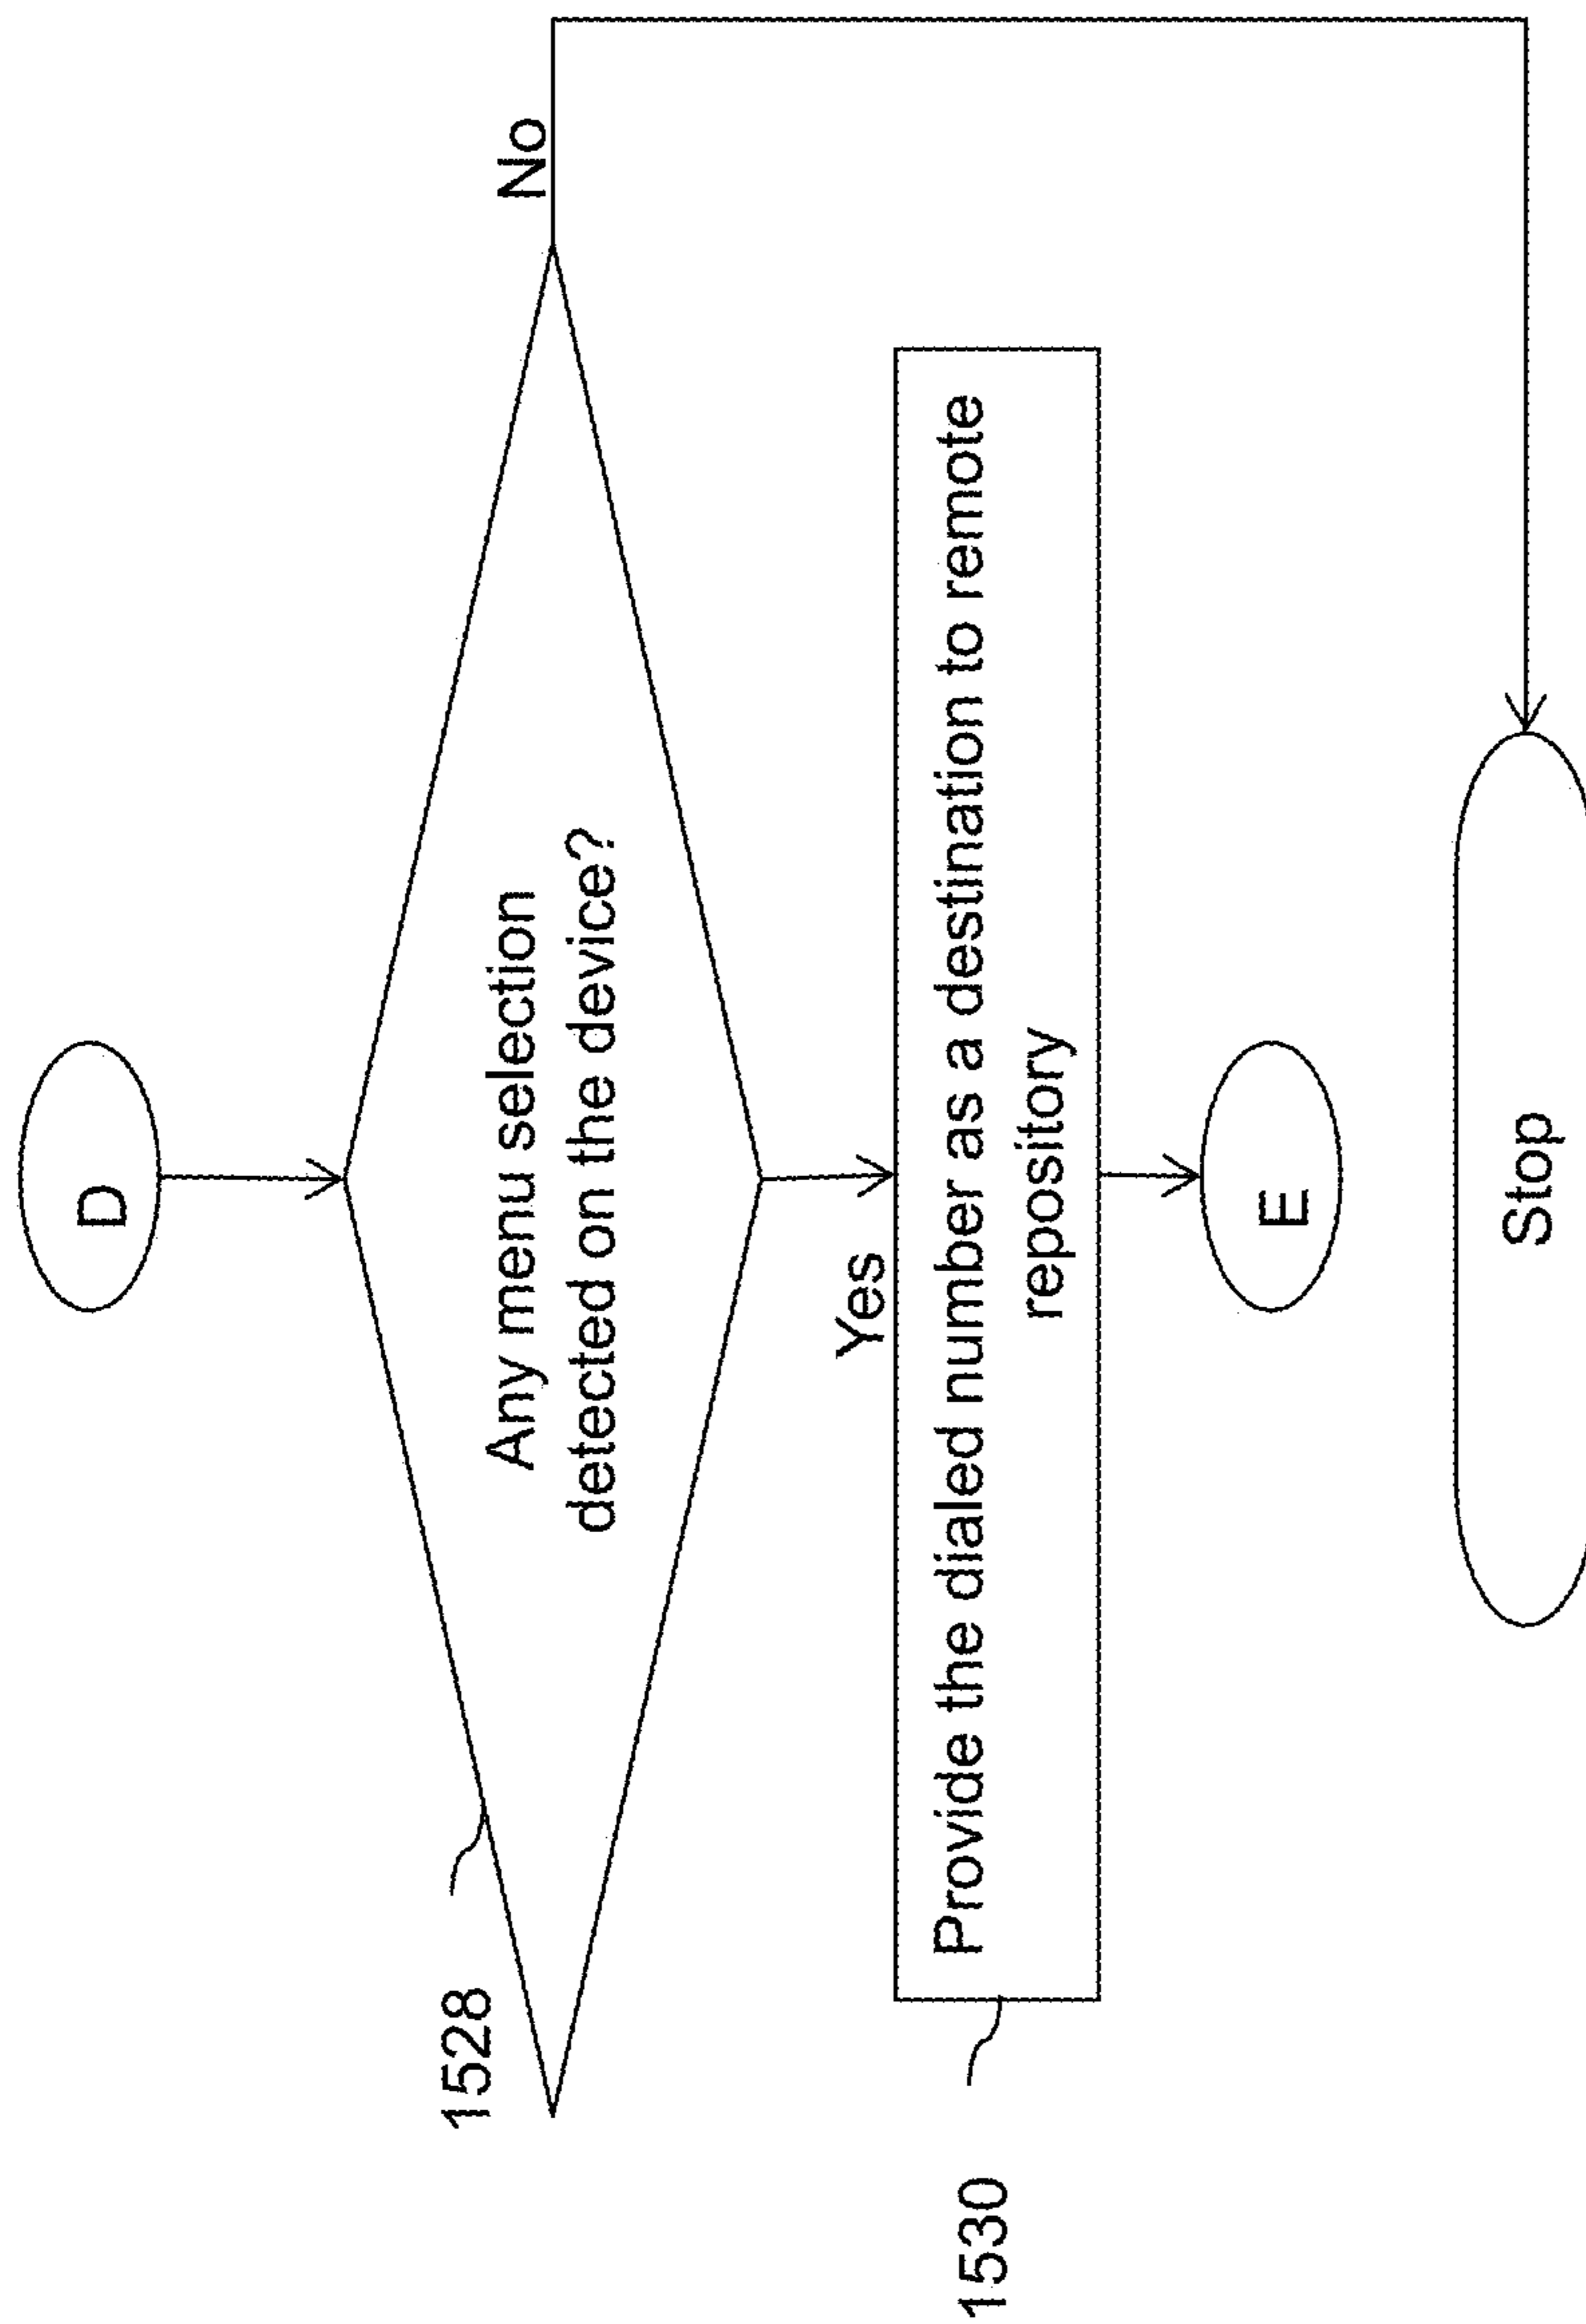 D
1528
Any menu selection
detected on the device?
No
Yes
1530
Provide the dialed number as a destination to remote
repository
E
Stop